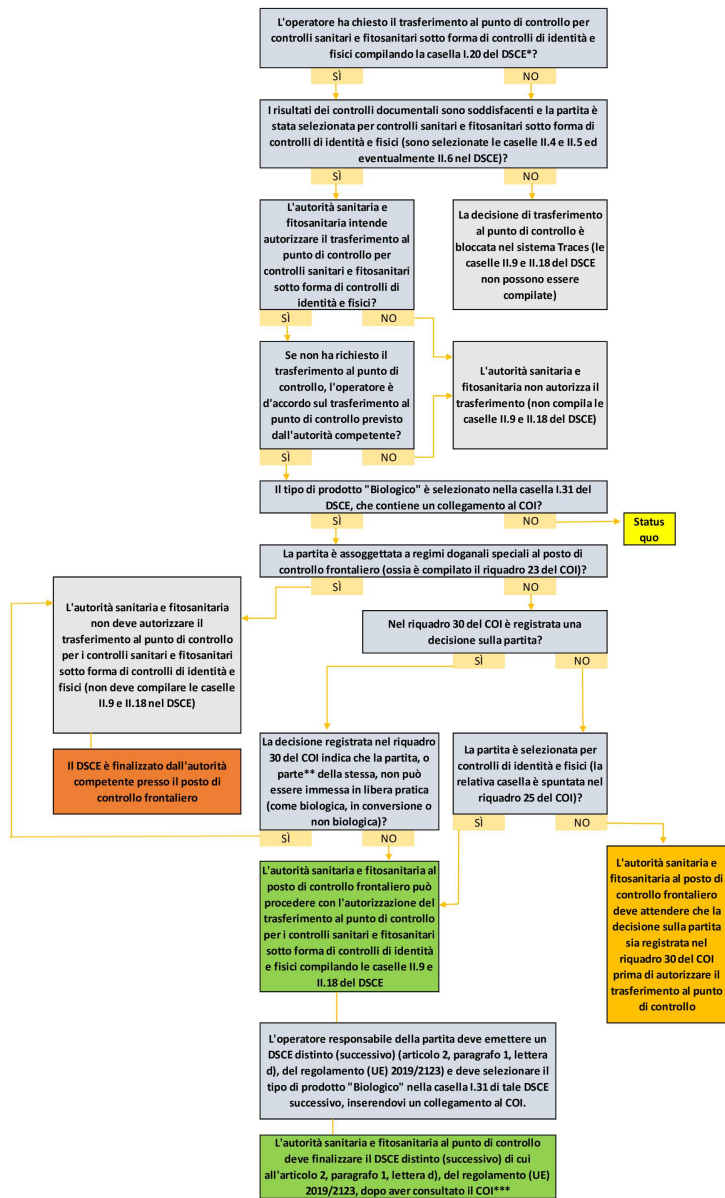 L'operatore ha chiesto il trasferimento al punto di controllo per
controlli sanitari e fitosanitari sotto forma di controlli di identità e
fisici compilando la casella I.20 del DSCE*?
SÌ NO
I risultati dei controlli documentali sono soddisfacenti e la partita è
stata selezionata per controlli sanitari e fitosanitari sotto forma di
controlli di identità e fisici (sono selezionate le caselle II.4 e II.5 ed
eventualmente II.6 nel DSCE)?
SÌ NO
L'autorità sanitaria e
fitosanitaria intende
autorizzare il trasferimento al
punto di controllo per
controlli sanitari e fitosanitari
sotto forma di controlli di
identità e fisici?
La decisione di trasferimento
al punto di controllo è
bloccata nel sistema Traces (le
caselle II.9 e II.18 del DSCE
non possono essere
compilate)
SÌ NO
Se non ha richiesto il
trasferimento al punto di
controllo, l'operatore è
d'accordo sul trasferimento al
punto di controllo previsto
dall'autorità competente?
L'autorità sanitaria e
fitosanitaria non autorizza il
trasferimento (non compila le
caselle II.9 e II.18 del DSCE)
SÌ NO
Il tipo di prodotto "Biologico" è selezionato nella casella I.31 del
DSCE, che contiene un collegamento al COI?
SÌ NO
Status
quo
La partita è assoggettata a regimi doganali speciali al posto di
controllo frontaliero (ossia è compilato il riquadro 23 del COI)?
SÌ NO
L'autorità sanitaria e fitosanitaria
non deve autorizzare il
trasferimento al punto di controllo
per i controlli sanitari e fitosanitari
sotto forma di controlli di identità e
fisici (non deve compilare le caselle
II.9 e II.18 nel DSCE)
Nel riquadro 30 del COI è registrata una
decisione sulla partita?
SÌ NO
Il DSCE è finalizzato dall'autorità
competente presso il posto di
controllo frontaliero
La decisione registrata nel riquadro
30 del COI indica che la partita, o
parte** della stessa, non può
essere immessa in libera pratica
(come biologica, in conversione o
non biologica)?
La partita è selezionata per
controlli di identità e fisici (la
relativa casella è spuntata nel
riquadro 25 del COI)?
SÌ NO
SÌ NO
L'autorità sanitaria e fitosanitaria al
posto di controllo frontaliero può
procedere con l'autorizzazione del
trasferimento al punto di controllo
per i controlli sanitari e fitosanitari
sotto forma di controlli di identità
e fisici compilando le caselle II.9 e
II.18 del DSCE
L'autorità sanitaria e
fitosanitaria al posto di
controllo frontaliero
deve attendere che la
decisione sulla partita
sia registrata nel
riquadro 30 del COI
prima di autorizzare il
trasferimento al punto
di controllo
L'operatore responsabile della partita deve emettere un
DSCE distinto (successivo) (articolo 2, paragrafo 1, lettera
d), del regolamento (UE) 2019/2123) e deve selezionare il
tipo di prodotto "Biologico" nella casella I.31 di tale DSCE
successivo, inserendovi un collegamento al COI.
L'autorità sanitaria e fitosanitaria al punto di controllo
deve finalizzare il DSCE distinto (successivo) di cui
all'articolo 2, paragrafo 1, lettera d), del regolamento (UE)
2019/2123, dopo aver consultato il COI***